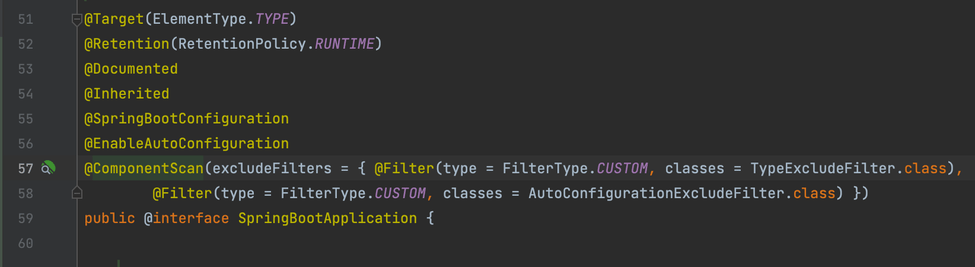 51 @Target(ElementType.TYPE)
52 @Retention(RetentionPolicy.RUNTIME)
53 @Documented
54 @Inherited
55 @SpringBootConfiguration
56 @EnableAutoConfiguration
57 @ComponentScan(excludeFilters = { @Filter(type = FilterType.CUSTOM, classes = TypeExcludeFilter.class),
58 @Filter(type = FilterType.CUSTOM, classes = AutoConfigurationExcludeFilter.class) })
59 public @interface SpringBootApplication {
60